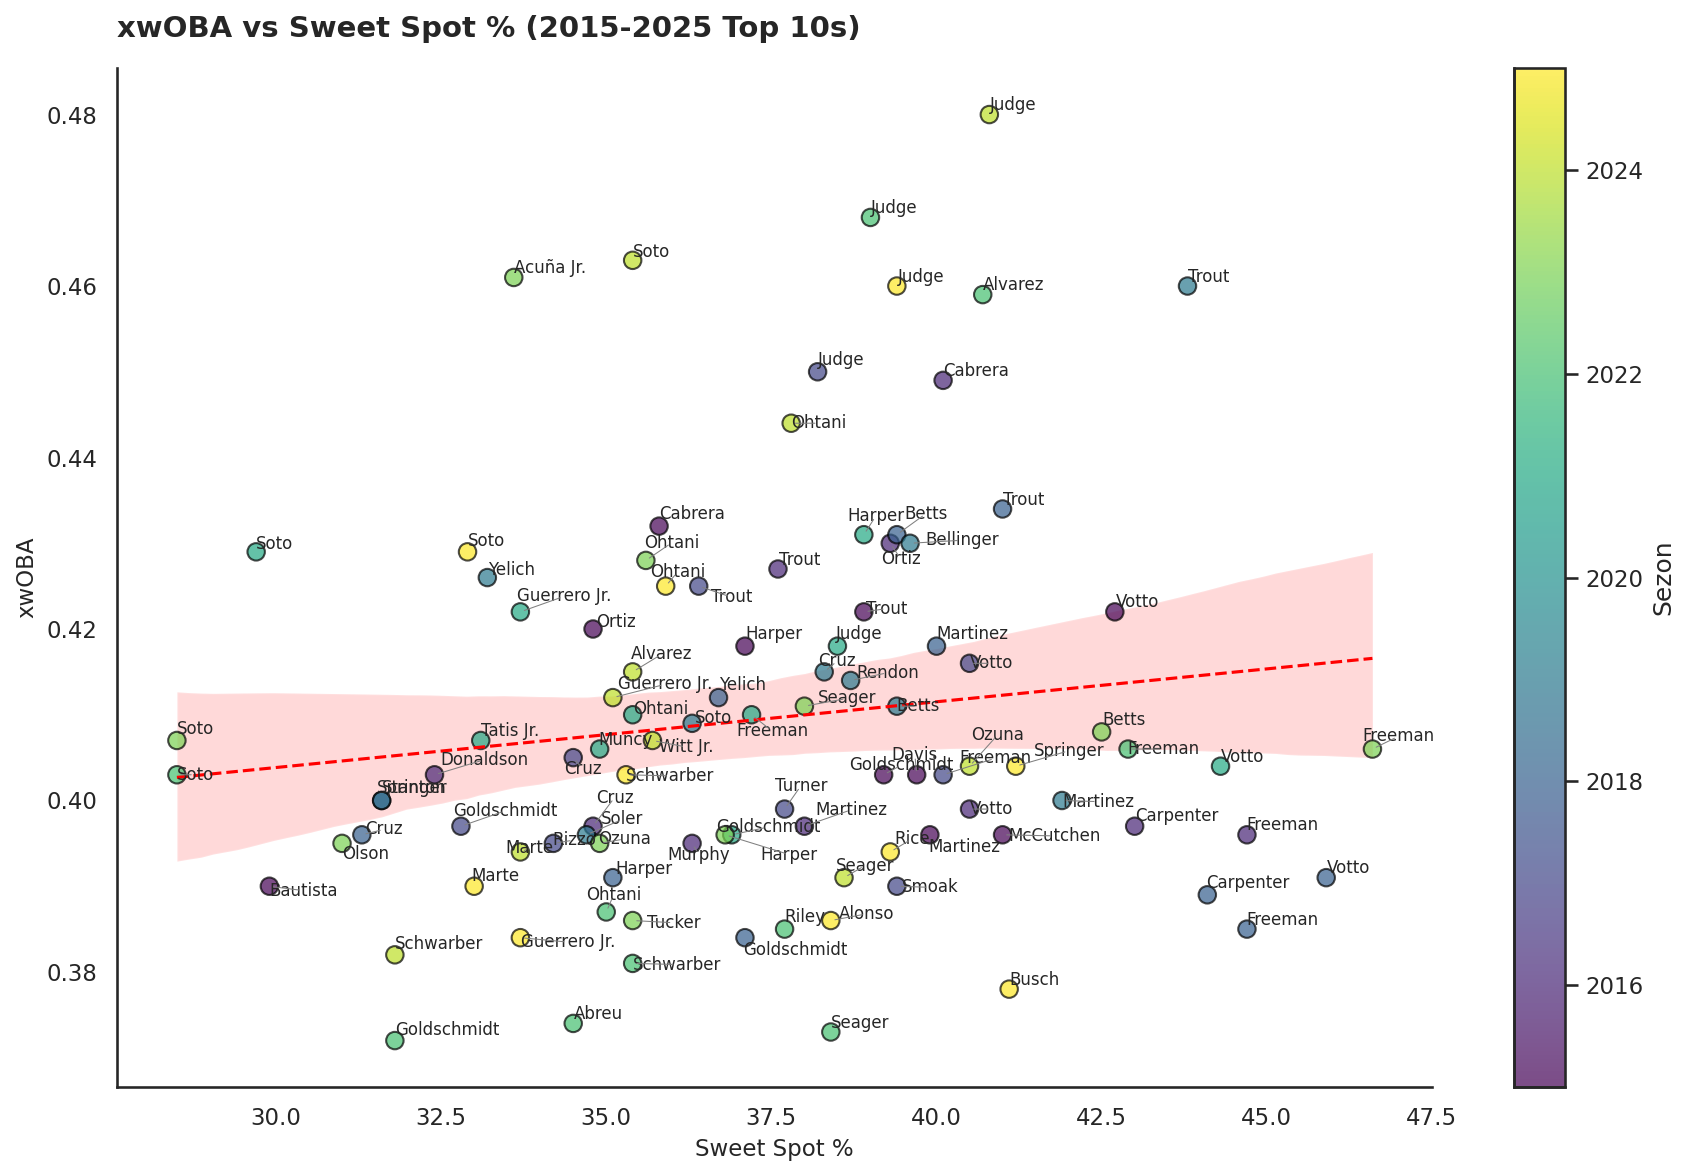 xwOBA vs Sweet Spot % (2015-2025 Top 10s)
Judge
0.48
Judge
Soto
Acuña Jr.
0.46
Judge
Alvarez
Trout
Judge
Cabrera
Ohtani
0.44
Trout
Cabrera
Harper
Betts
Soto
Soto
Ohtani
Bellinger
Ortiz
Yelich
Ohtani
Trout
Trout
Guerrero Jr.
Trout
Votto
0.42
Ortiz
Harper
Judge
Martinez
Alvarez
Cruz
Votto
Rendon
Guerrero Jr.
Yelich
Seager
Betts
Ohtani
Soto
Freeman
Soto
Tatis Jr.
Muncy
Witt Jr.
Betts
Freeman
Freeman
Ozuna
Soto
Donaldson
Cruz
Schwarber
Goldschmidt
Davis
Freeman
Springer
Votto
0.40
Springer
Stanton
Turner
Martinez
Goldschmidt
Cruz
Martinez
Votto
Carpenter
Cruz
Soler
Goldschmidt
McCutchen
Freeman
Olson
Marte
Rizzo
Ozuna
Murphy
Harper
Rice
Martinez
Bautista
Marte
Harper
Seager
Smoak
Carpenter
Votto
Ohtani
Tucker
Riley
Alonso
Freeman
Schwarber
Guerrero Jr.
Goldschmidt
0.38
Schwarber
Busch
Goldschmidt
Abreu
Seager
xwOBA
30.0
32.5
35.0
37.5
40.0
42.5
45.0
47.5
Sweet Spot %
2024
2022
2020
2018
2016
Sezon